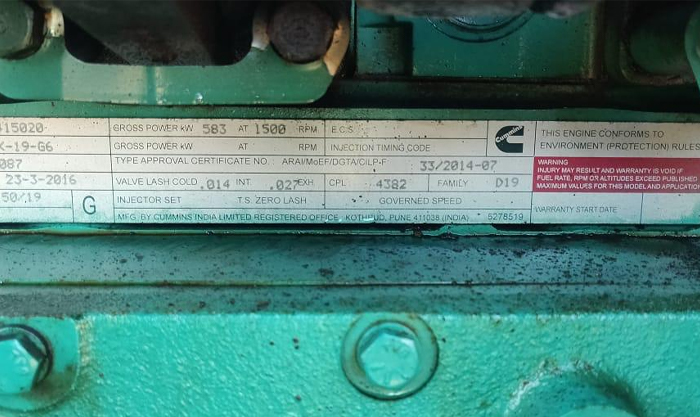 415020 GROSS POWER kW 583 AT 1500 RPM E.C.S. Cummins THIS ENGINE CONFORMS TO
K-19-G6 GROSS POWER kW AT RPM INJECTION TIMING CODE ENVIRONMENT (PROTECTION) RULES
087 TYPE APPROVAL CERTIFICATE NO. ARAI/MoEF/DGTA/CILP-F 33/2014-07
WARNING
INJURY MAY RESULT AND WARRANTY IS VOID IF
FUEL RATE, RPM OR ALTITUDES EXCEED PUBLISHED
MAXIMUM VALUES FOR THIS MODEL AND APPLICATION
23-3-2016 VALVE LASH COLD .014 INT. .027 EXH CPL 4382 FAMILY D19
50/19 G INJECTOR SET T.S. ZERO LASH GOVERNED SPEED WARRANTY START DATE
MFG. BY CUMMINS INDIA LIMITED REGISTERED OFFICE KOTHRUD, PUNE 411038 (INDIA) 5278519